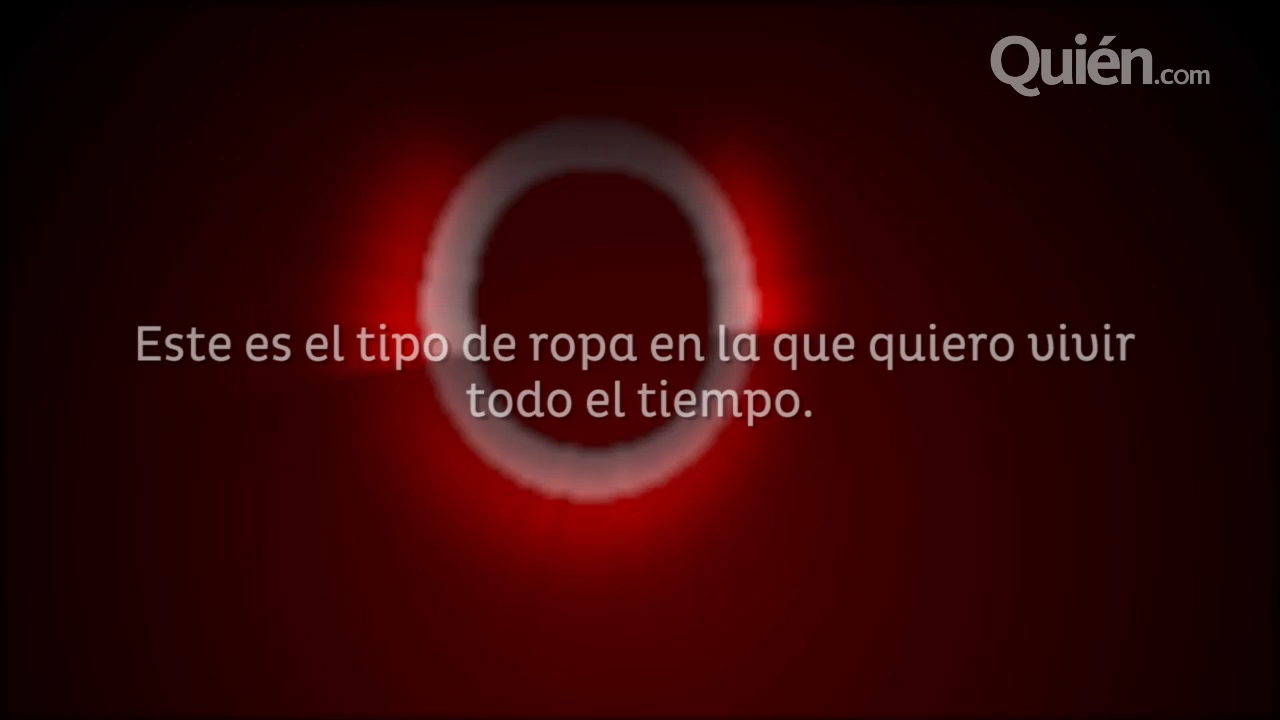 Quién.com
Este es el tipo de ropa en la que quiero vivir
todo el tiempo.